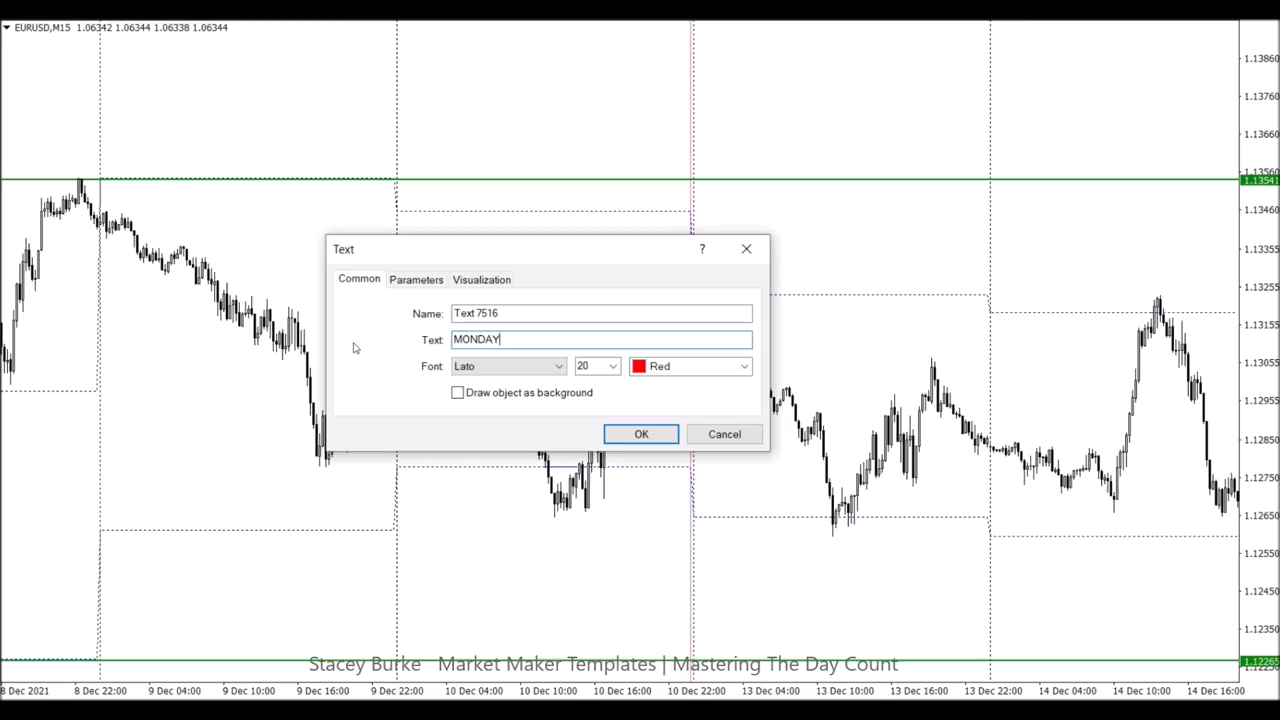 EURUSD,M15 1.06342 1.06344 1.06338 1.06344
1.13860
1.13760
1.13660
1.13560
1.13541
1.13460
1.13355
1.13255
1.13155
1.13055
1.12955
1.12850
1.12750
1.12650
1.12550
1.12450
1.12350
1.12265
Text
?
Common Parameters Visualization
Name: Text 7516
Text: MONDAY
Font: Lato 20 Red
Draw object as background
OK Cancel
Stacey Burke Market Maker Templates | Mastering The Day Count
8 Dec 2021 8 Dec 22:00 9 Dec 04:00 9 Dec 10:00 9 Dec 16:00 9 Dec 22:00 10 Dec 04:00 10 Dec 10:00 10 Dec 16:00 10 Dec 22:00 13 Dec 04:00 13 Dec 10:00 13 Dec 16:00 13 Dec 22:00 14 Dec 04:00 14 Dec 10:00 14 Dec 16:00